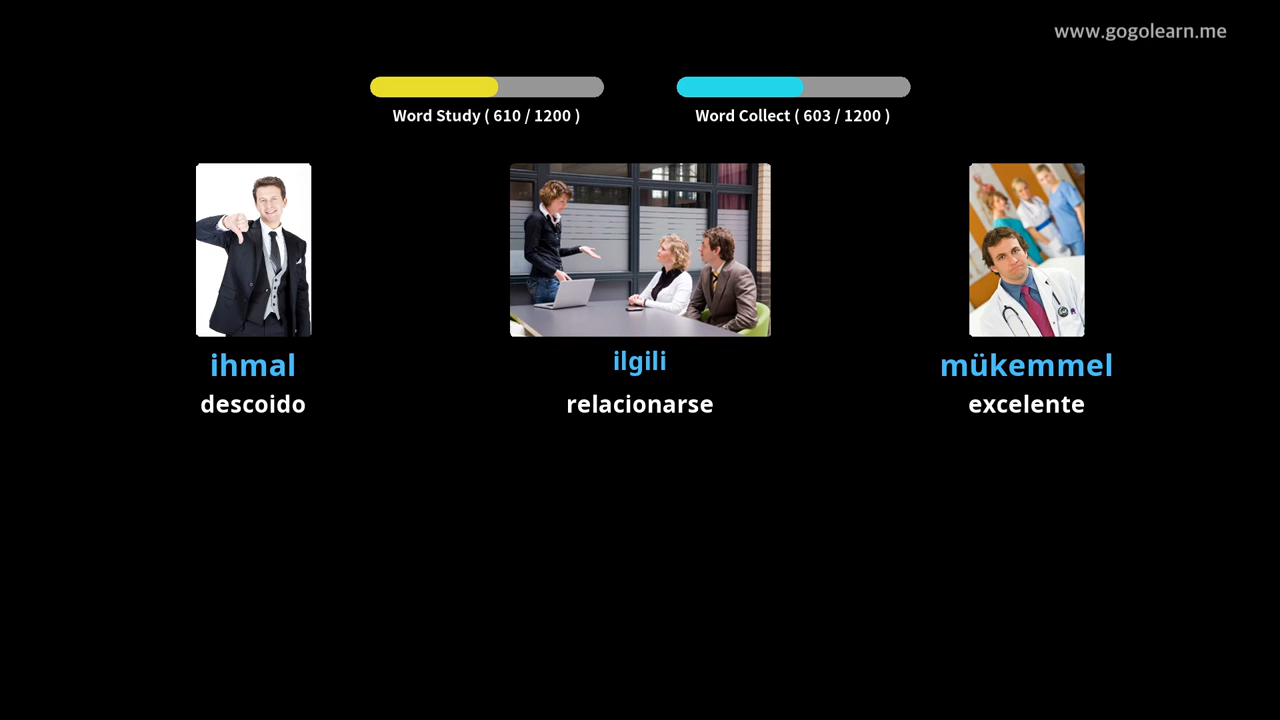 www.gogolearn.me
Word Study ( 610 / 1200 )
Word Collect ( 603 / 1200 )
ihmal
ilgili
mükemmel
descoido
relacionarse
excelente